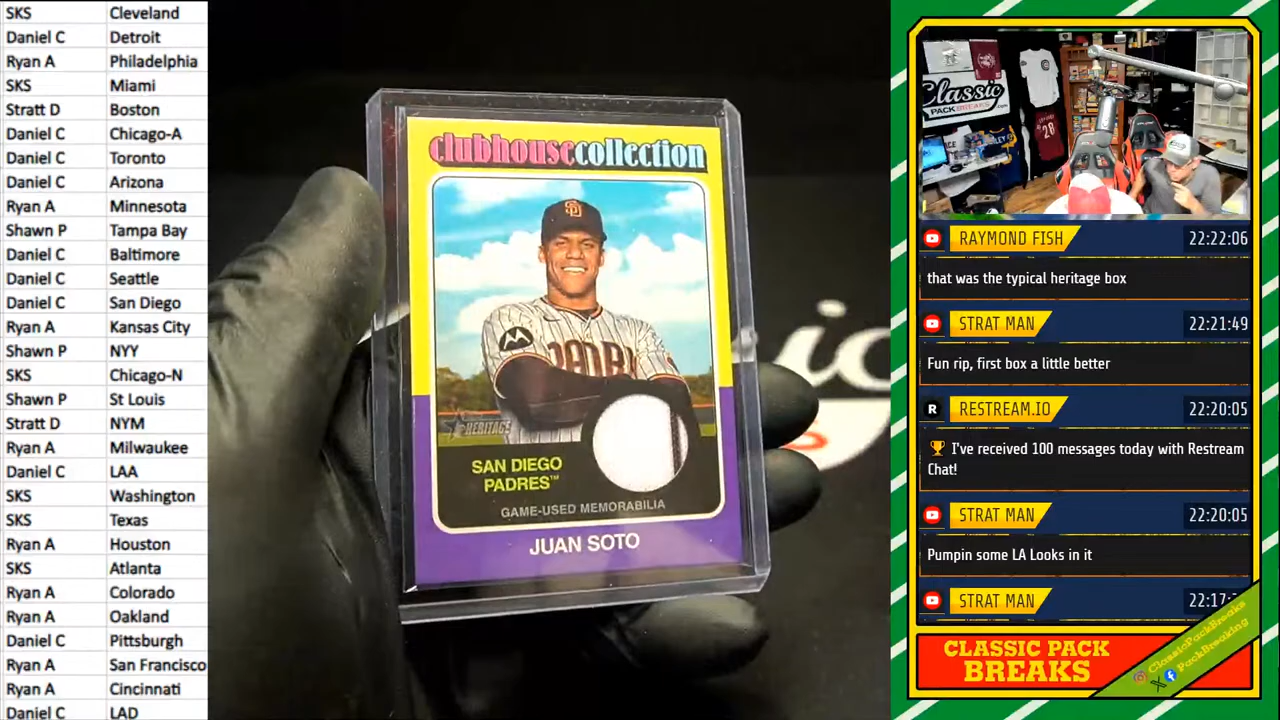 SKS Cleveland
Daniel C Detroit
Ryan A Philadelphia
SKS Miami
Stratt D Boston
Daniel C Chicago-A
Daniel C Toronto
Daniel C Arizona
Ryan A Minnesota
Shawn P Tampa Bay
Daniel C Baltimore
Daniel C Seattle
Daniel C San Diego
Ryan A Kansas City
Shawn P NYY
SKS Chicago-N
Shawn P St Louis
Stratt D NYM
Ryan A Milwaukee
Daniel C LAA
SKS Washington
SKS Texas
Ryan A Houston
SKS Atlanta
Ryan A Colorado
Ryan A Oakland
Daniel C Pittsburgh
Ryan A San Francisco
Ryan A Cincinnati
Daniel C LAD
clubhousecollection
SD
PADRE
HERITAGE
SAN DIEGO
PADRES™
GAME-USED MEMORABILIA
JUAN SOTO
Classic
PACK BREAKS
RAYMOND FISH 22:22:06
that was the typical heritage box
STRAT MAN 22:21:49
Fun rip, first box a little better
R RESTREAM.IO 22:20:05
🏆 I've received 100 messages today with Restream
Chat!
STRAT MAN 22:20:05
Pumpin some LA Looks in it
STRAT MAN 22:17:
CLASSIC PACK
BREAKS
ClassicPackBreaks
PackBreaking